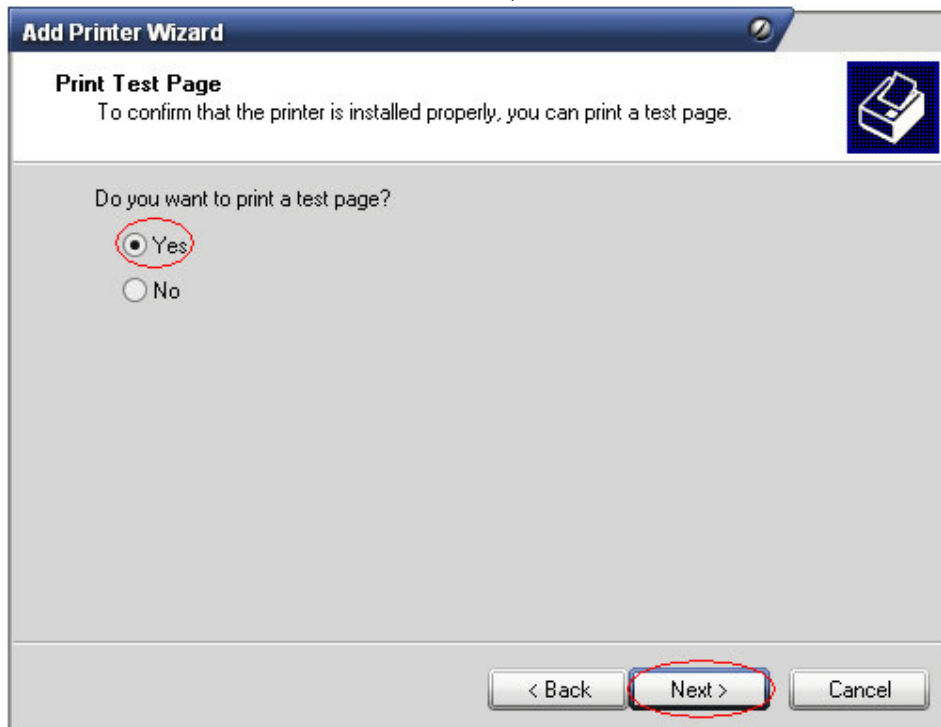 Add Printer Wizard
Print Test Page
To confirm that the printer is installed properly, you can print a test page.
Do you want to print a test page?
Yes
No
< Back Next > Cancel